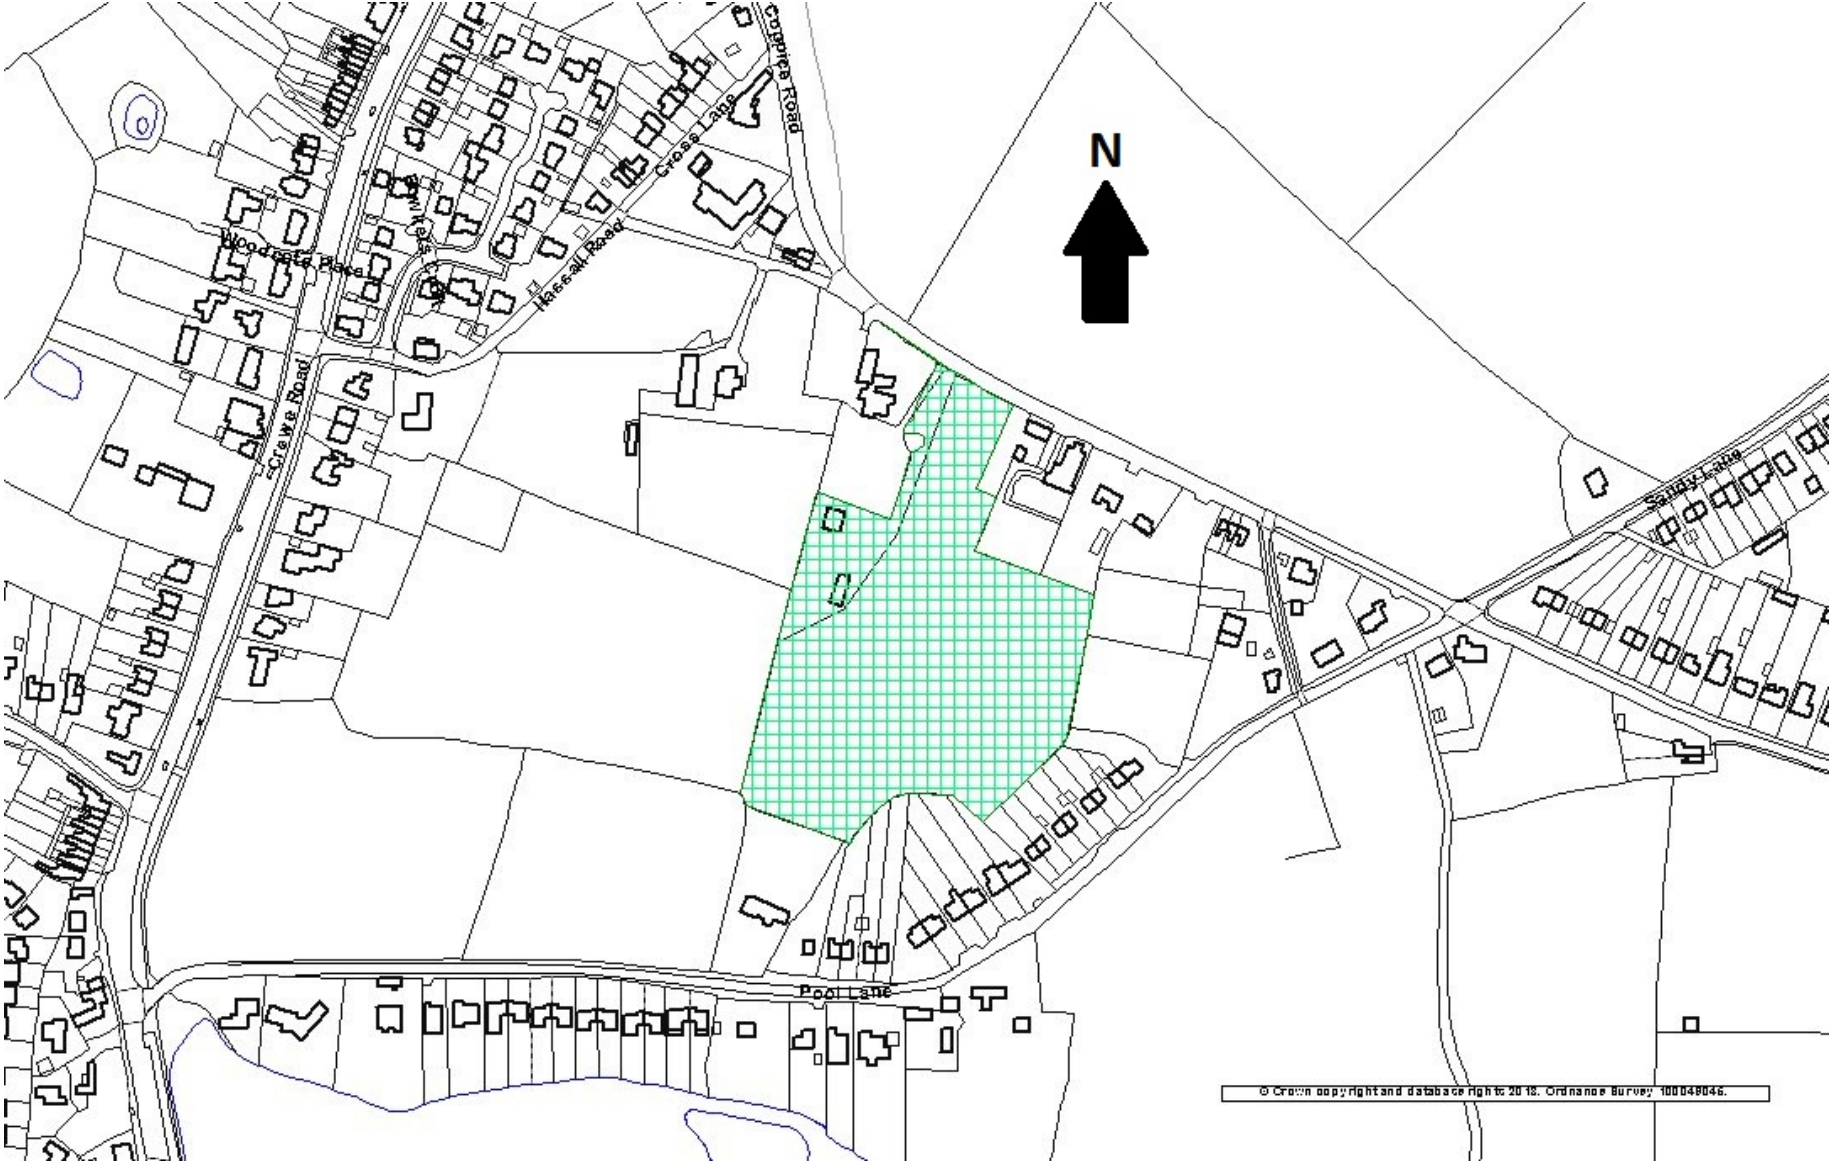 Coppice Road
Cross Lane
N
Woodgate Place
Hassall Road
Crewe Road
Sandy Lane
Pool Lane
© Crown copyright and database rights 2018. Ordnance Survey 100049045.